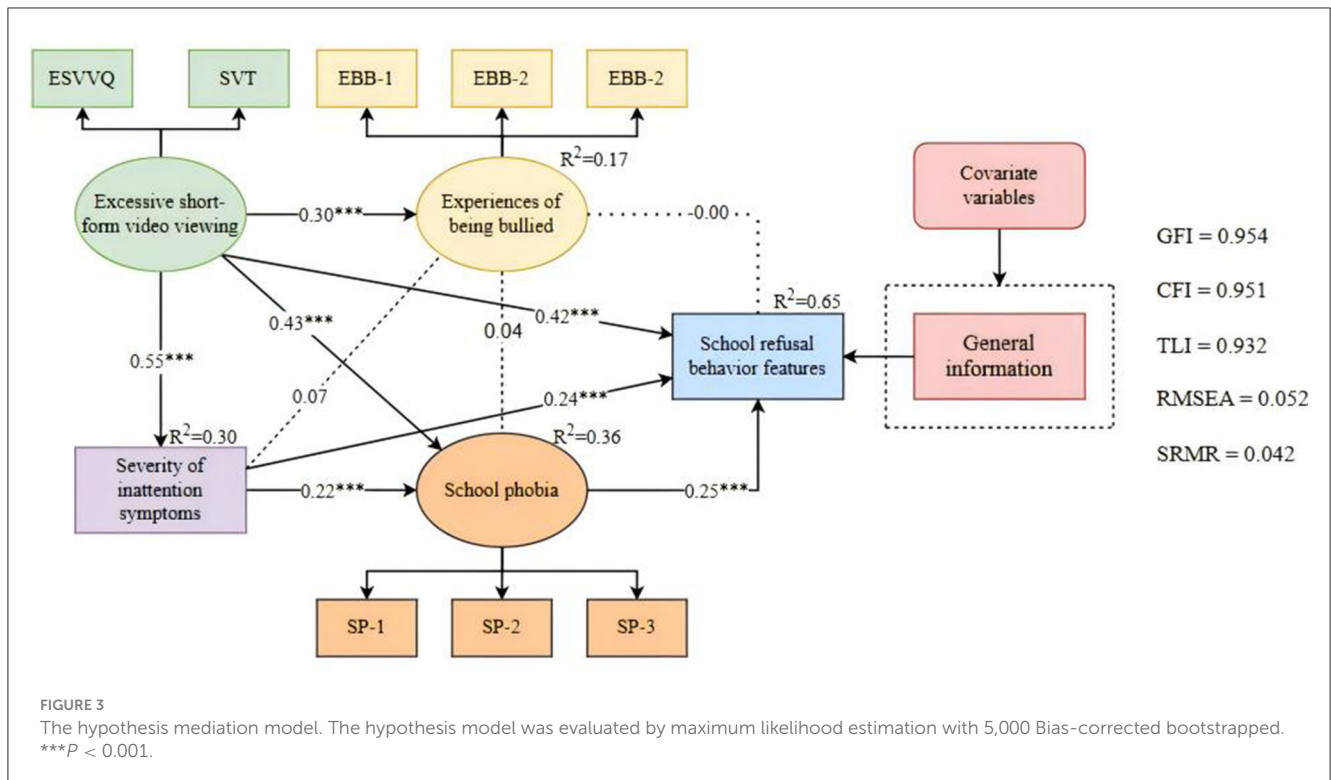 ESVVQ
SVT
EBB-1
EBB-2
EBB-2
R²=0.17
Excessive short-
form video viewing
0.30***
Experiences of
being bullied
-0.00
Covariate
variables
GFI = 0.954
CFI = 0.951
TLI = 0.932
RMSEA = 0.052
SRMR = 0.042
R²=0.65
0.43***
0.42***
0.04
School refusal
behavior features
General
information
0.55***
0.07
0.24***
R²=0.30
R²=0.36
Severity of
inattention
symptoms
0.22***
School phobia
0.25***
SP-1
SP-2
SP-3
FIGURE 3
The hypothesis mediation model. The hypothesis model was evaluated by maximum likelihood estimation with 5,000 Bias-corrected bootstrapped.
***P < 0.001.